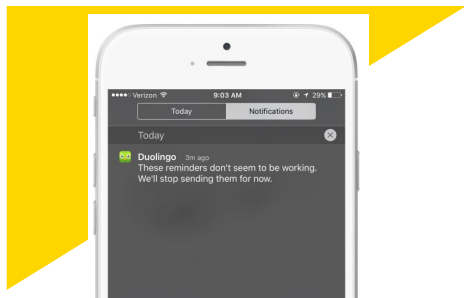 Verizon 9:03 AM 29%
Today Notifications
Today
Duolingo 3m ago
These reminders don't seem to be working.
We'll stop sending them for now.